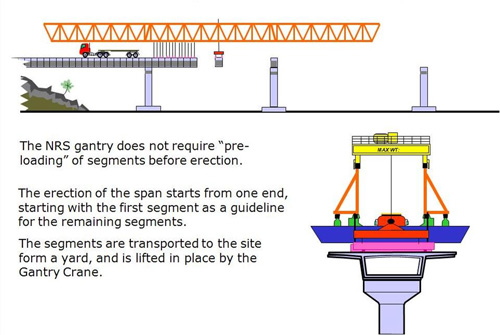 The NRS gantry does not require “pre-
loading” of segments before erection.
The erection of the span starts from one end,
starting with the first segment as a guideline
for the remaining segments.
The segments are transported to the site
form a yard, and is lifted in place by the
Gantry Crane.
MAX WT: